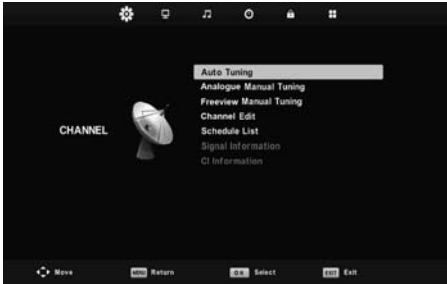 Auto Tuning
Analogue Manual Tuning
Freeview Manual Tuning
Channel Edit
CHANNEL
Schedule List
Signal Information
CI Information
Move
MENU Return
OK Select
EXIT Exit